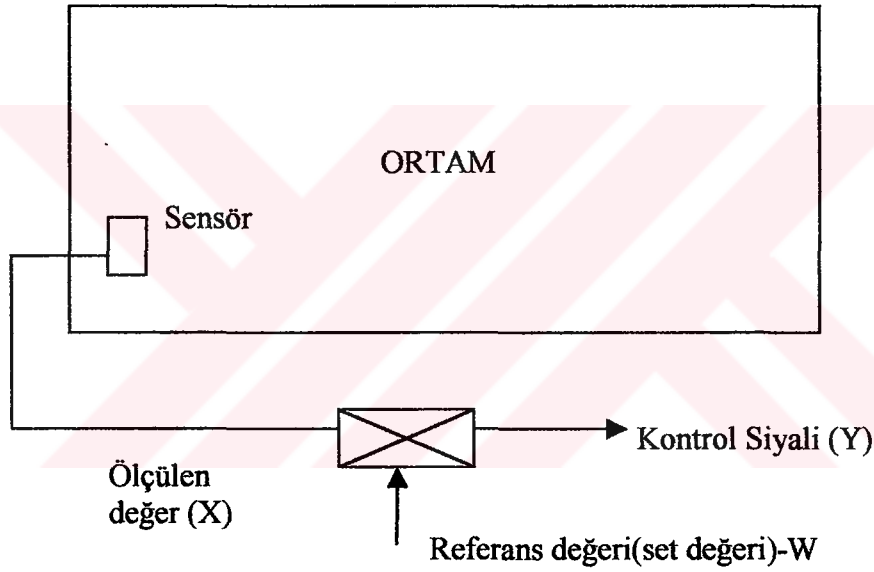 ORTAM
Sensör
Kontrol Siyali (Y)
Ölçülen
değer (X)
Referans değeri(set değeri)-W